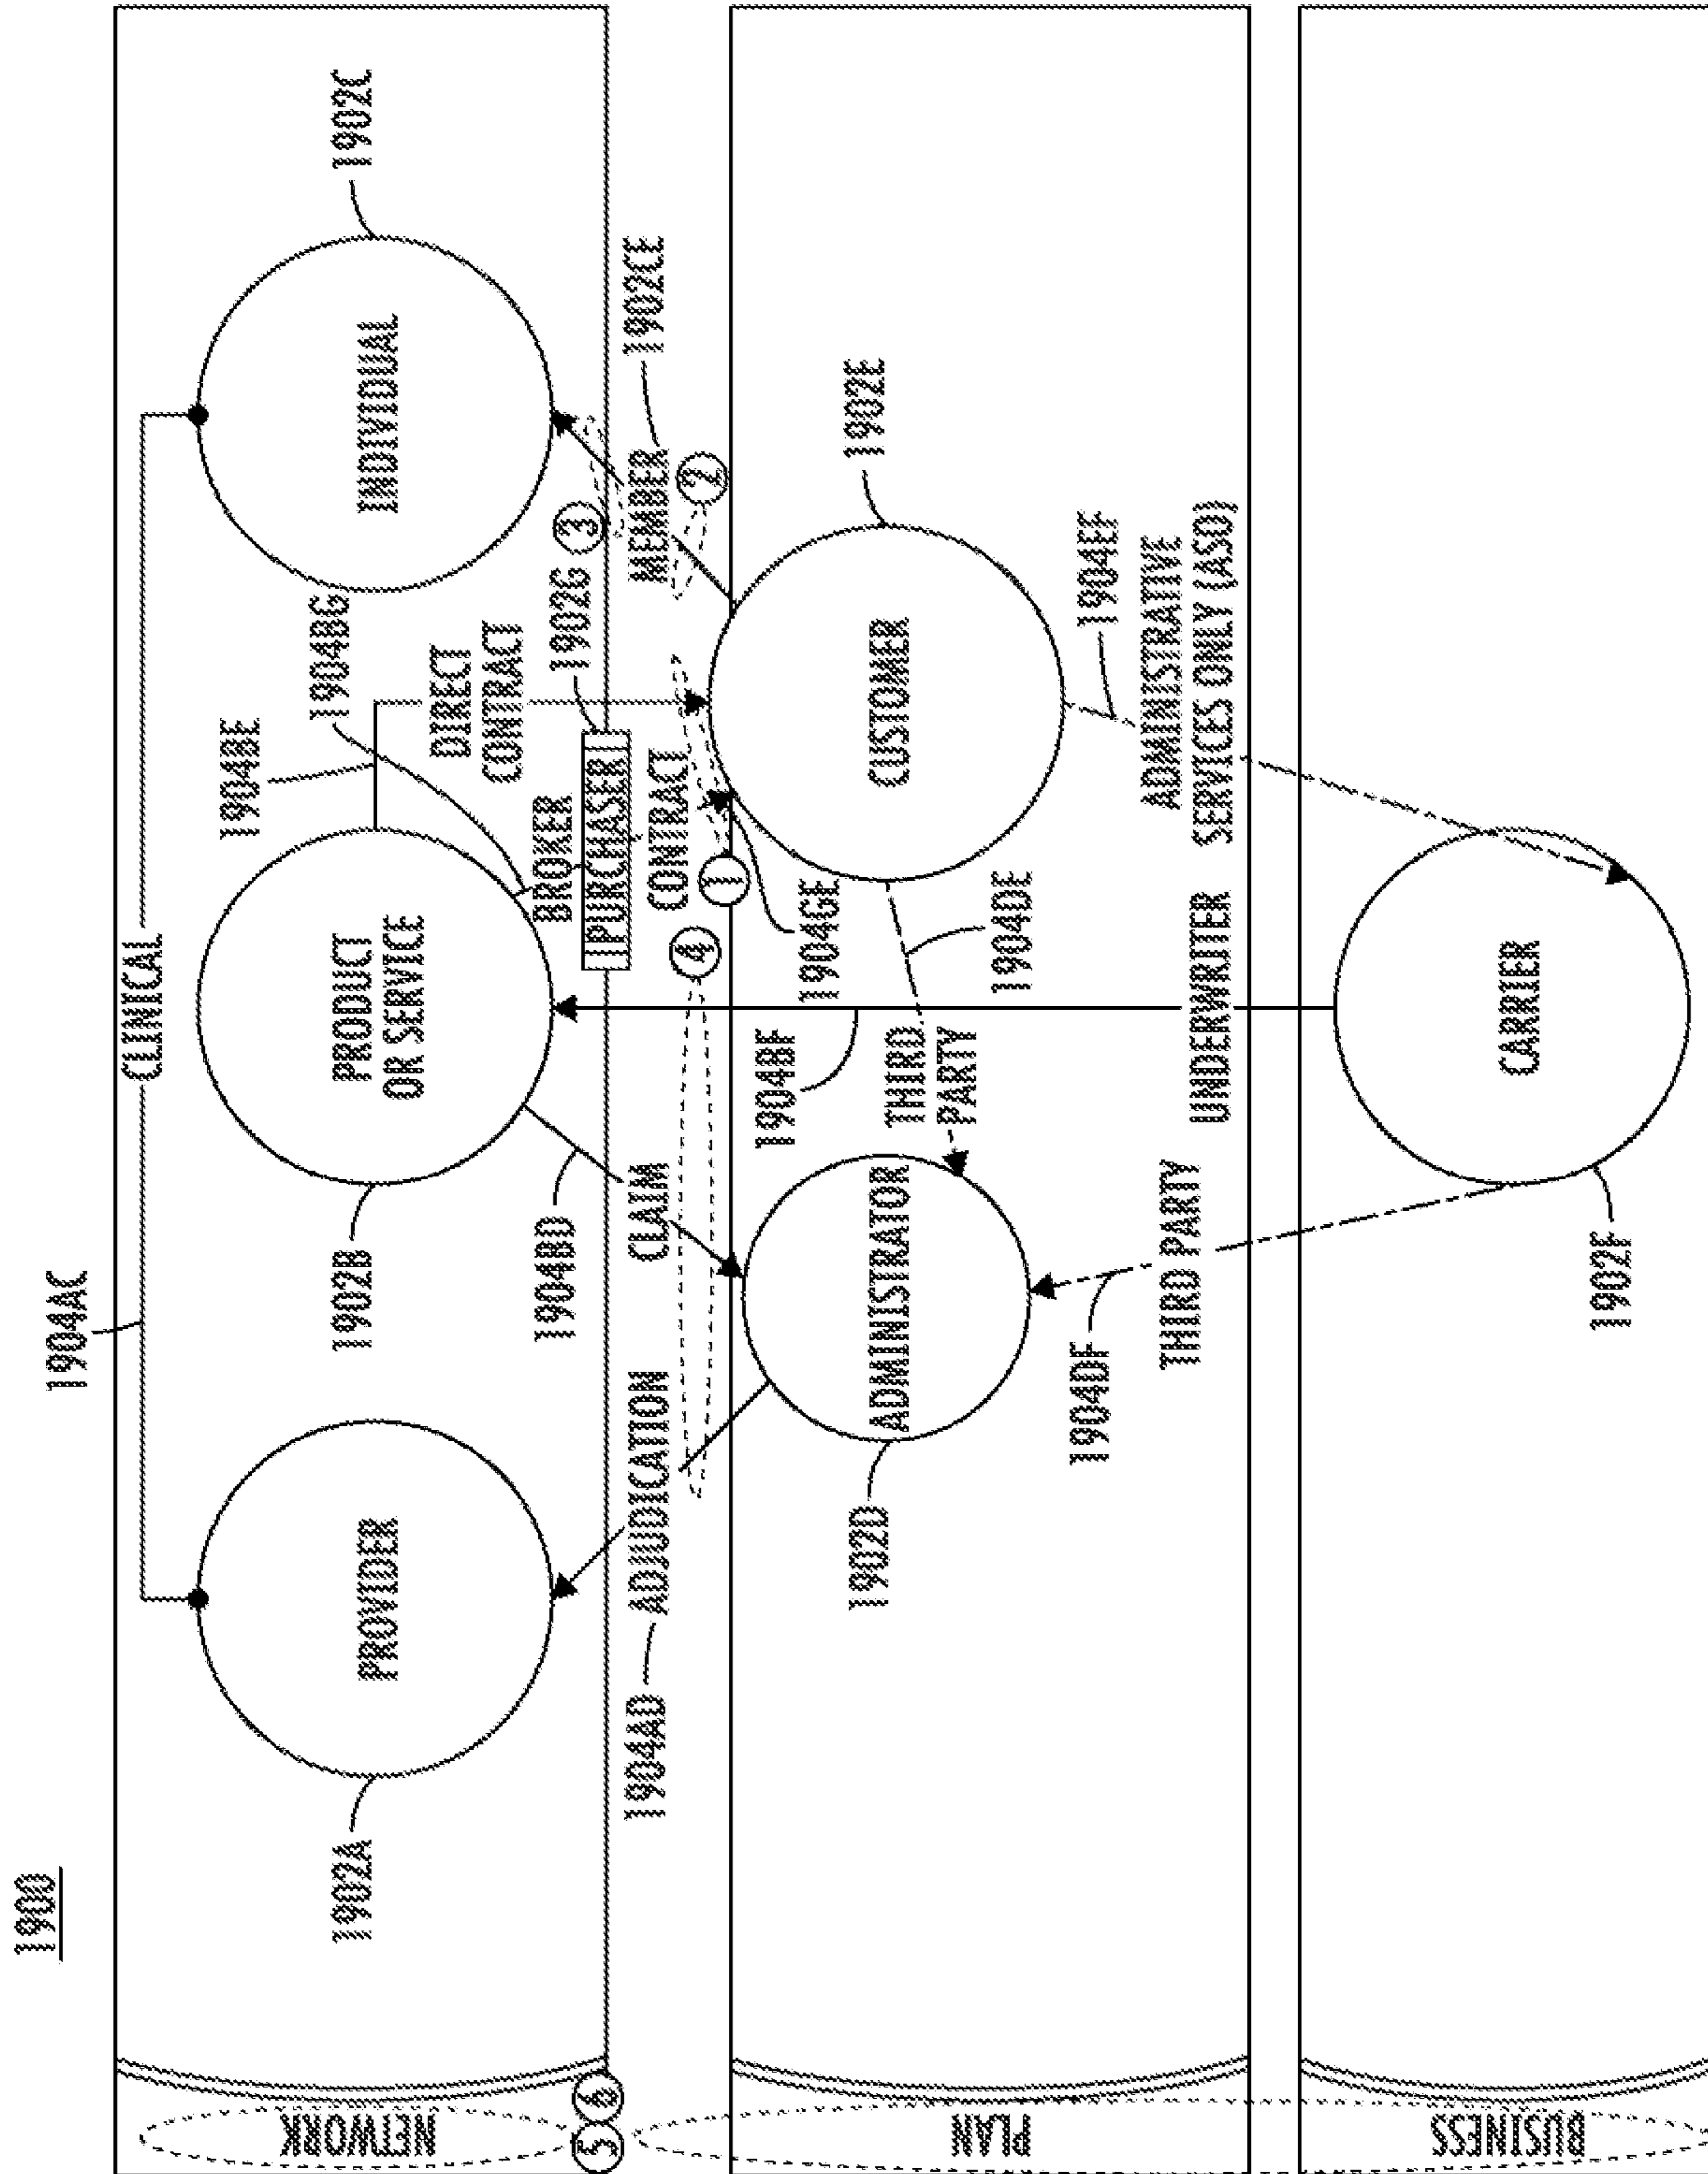 1900
1904AC
CLINICAL
NETWORK
1902A
PROVIDER
1902B
PRODUCT
OR SERVICE
1904BE
1904BG
INDIVIDUAL
1902C
DIRECT
CONTRACT
1904BD
BROKER
1902G
3
PURCHASER
5
6
1904AD
ADJUDICATION
CLAIM
CONTRACT
MEMBER
1902CE
4
1
2
PLAN
1902D
ADMINISTRATOR
1904BF
1904GE
CUSTOMER
1902E
THIRD
PARTY
1904DE
1904DF
1904EF
THIRD PARTY
UNDERWRITER
ADMINISTRATIVE
SERVICES ONLY (ASO)
BUSINESS
CARRIER
1902F